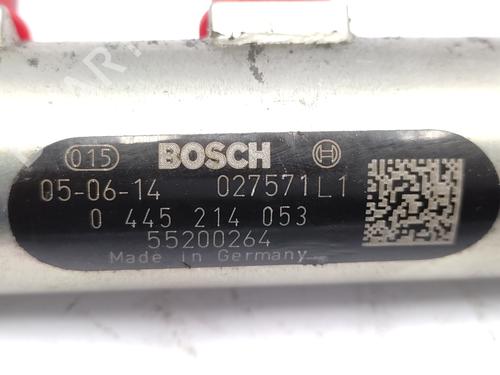 015 BOSCH
05-06-14 027571L1
0 445 214 053
55200264
Made in Germany